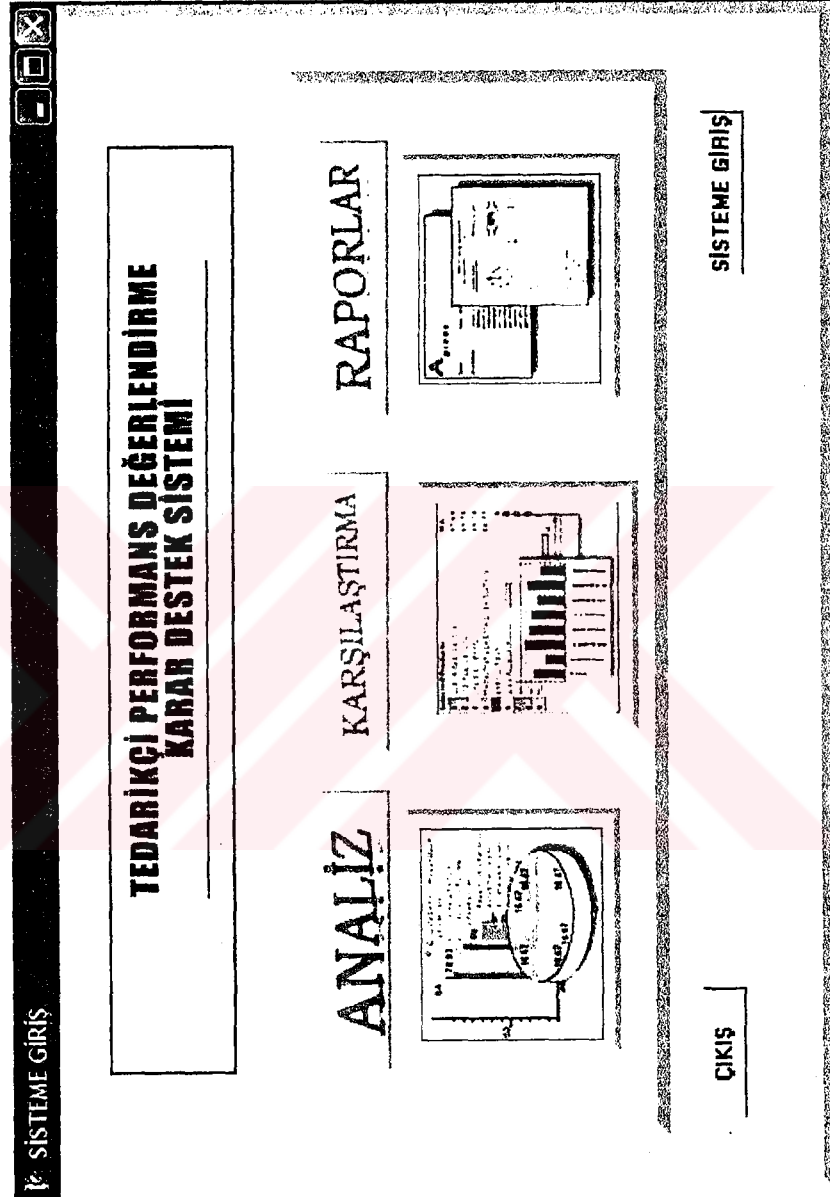 SİSTEME GİRİŞ
TEDARİKÇİ PERFORMANS DEĞERLENDİRME
KARAR DESTEK SİSTEMİ
ANALİZ
KARŞILAŞTIRMA
RAPORLAR
ÇIKIŞ
SİSTEME GİRİŞ